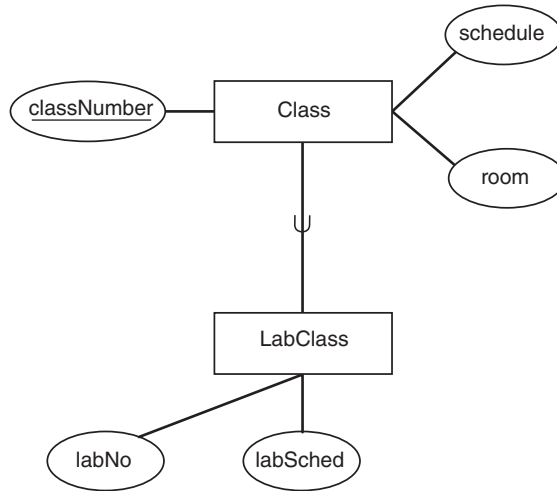 schedule
classNumber
Class
room
LabClass
labNo
labSched